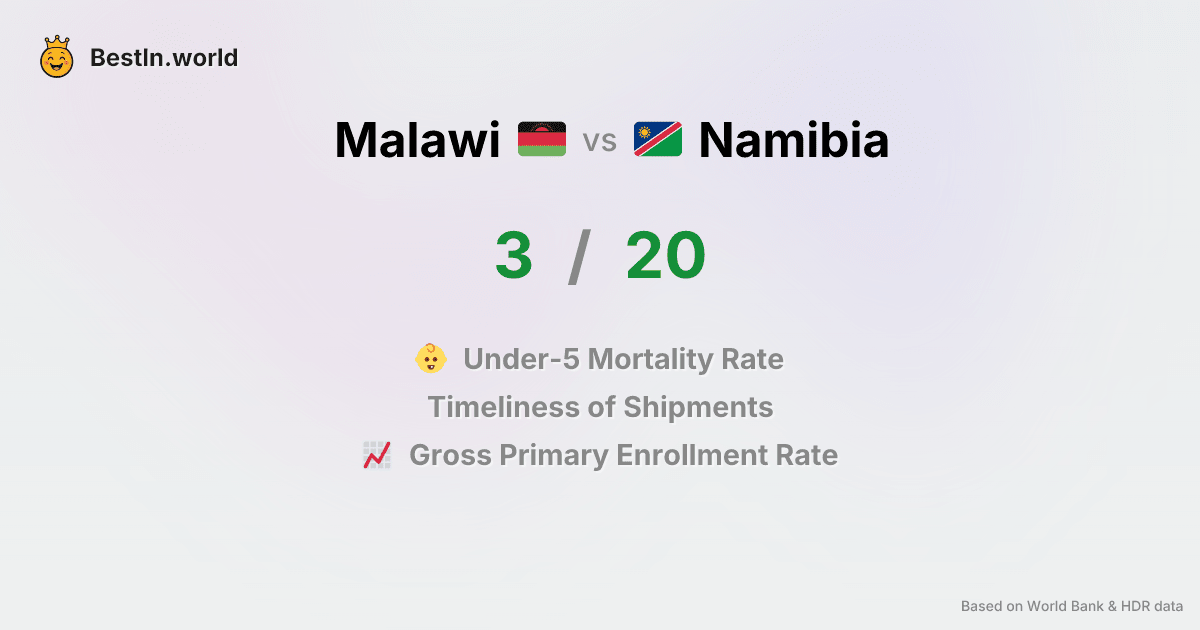 BestIn.world
Malawi vs Namibia
3 / 20
Under-5 Mortality Rate
Timeliness of Shipments
Gross Primary Enrollment Rate
Based on World Bank & HDR data